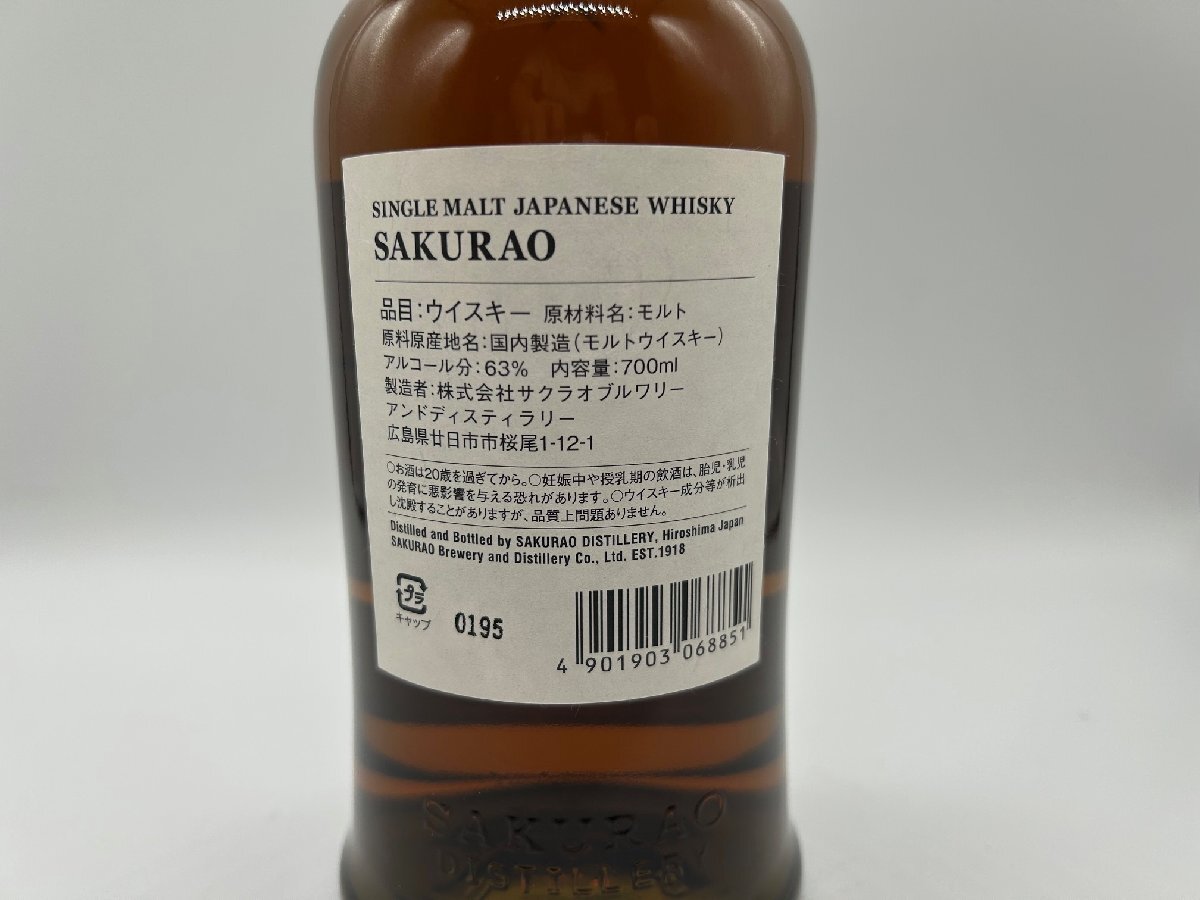 SINGLE MALT JAPANESE WHISKY
SAKURAO
品目:ウイスキー 原材料名:モルト
原料原産地名:国内製造(モルトウイスキー)
アルコール分:63% 内容量:700ml
製造者:株式会社サクラオブルワリー
アンドディスティラリー
広島県廿日市市桜尾1-12-1
○お酒は20歳を過ぎてから。○妊娠中や授乳期の飲酒は、胎児・乳児
の発育に悪影響を与える恐れがあります。○ウイスキー成分等が析出
し沈殿することがありますが、品質上問題ありません。
Distilled and Bottled by SAKURAO DISTILLERY, Hiroshima Japan
SAKURAO Brewery and Distillery Co., Ltd. EST.1918
プラ
キャップ
0195
4 901903 068851
SAKURAO
DISTILLERY